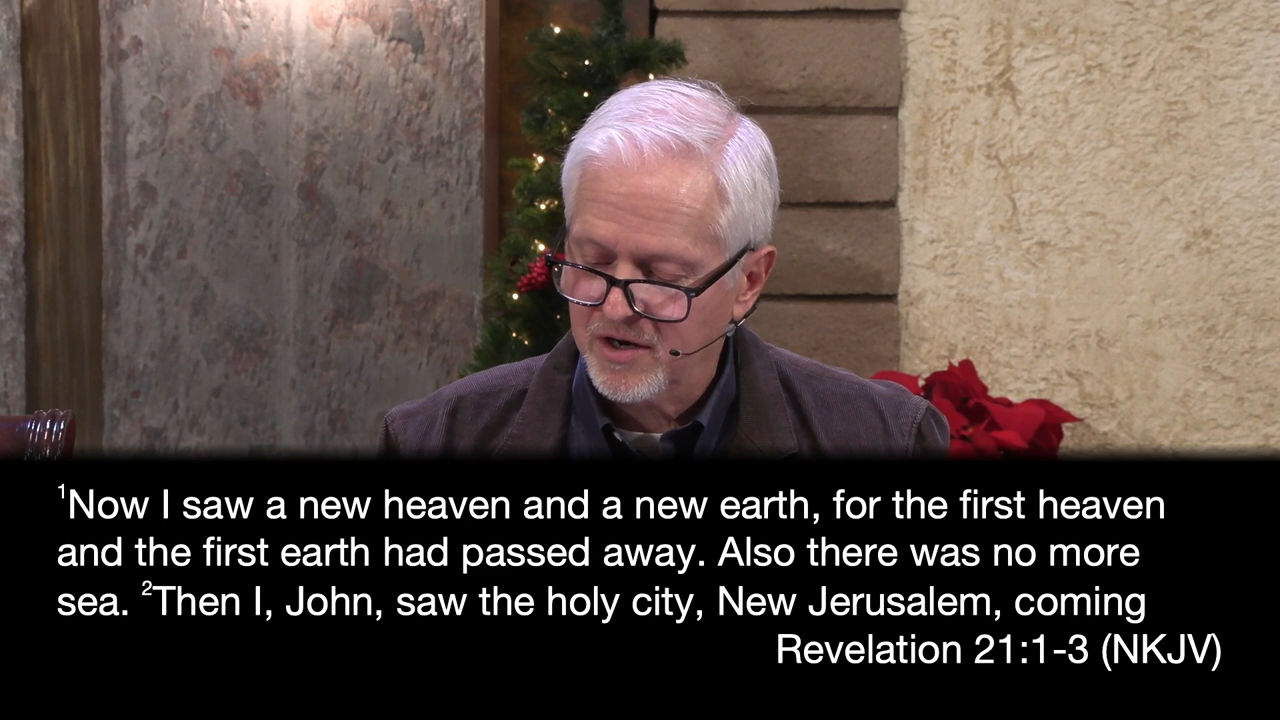 ¹Now I saw a new heaven and a new earth, for the first heaven
and the first earth had passed away. Also there was no more
sea. ²Then I, John, saw the holy city, New Jerusalem, coming
Revelation 21:1-3 (NKJV)